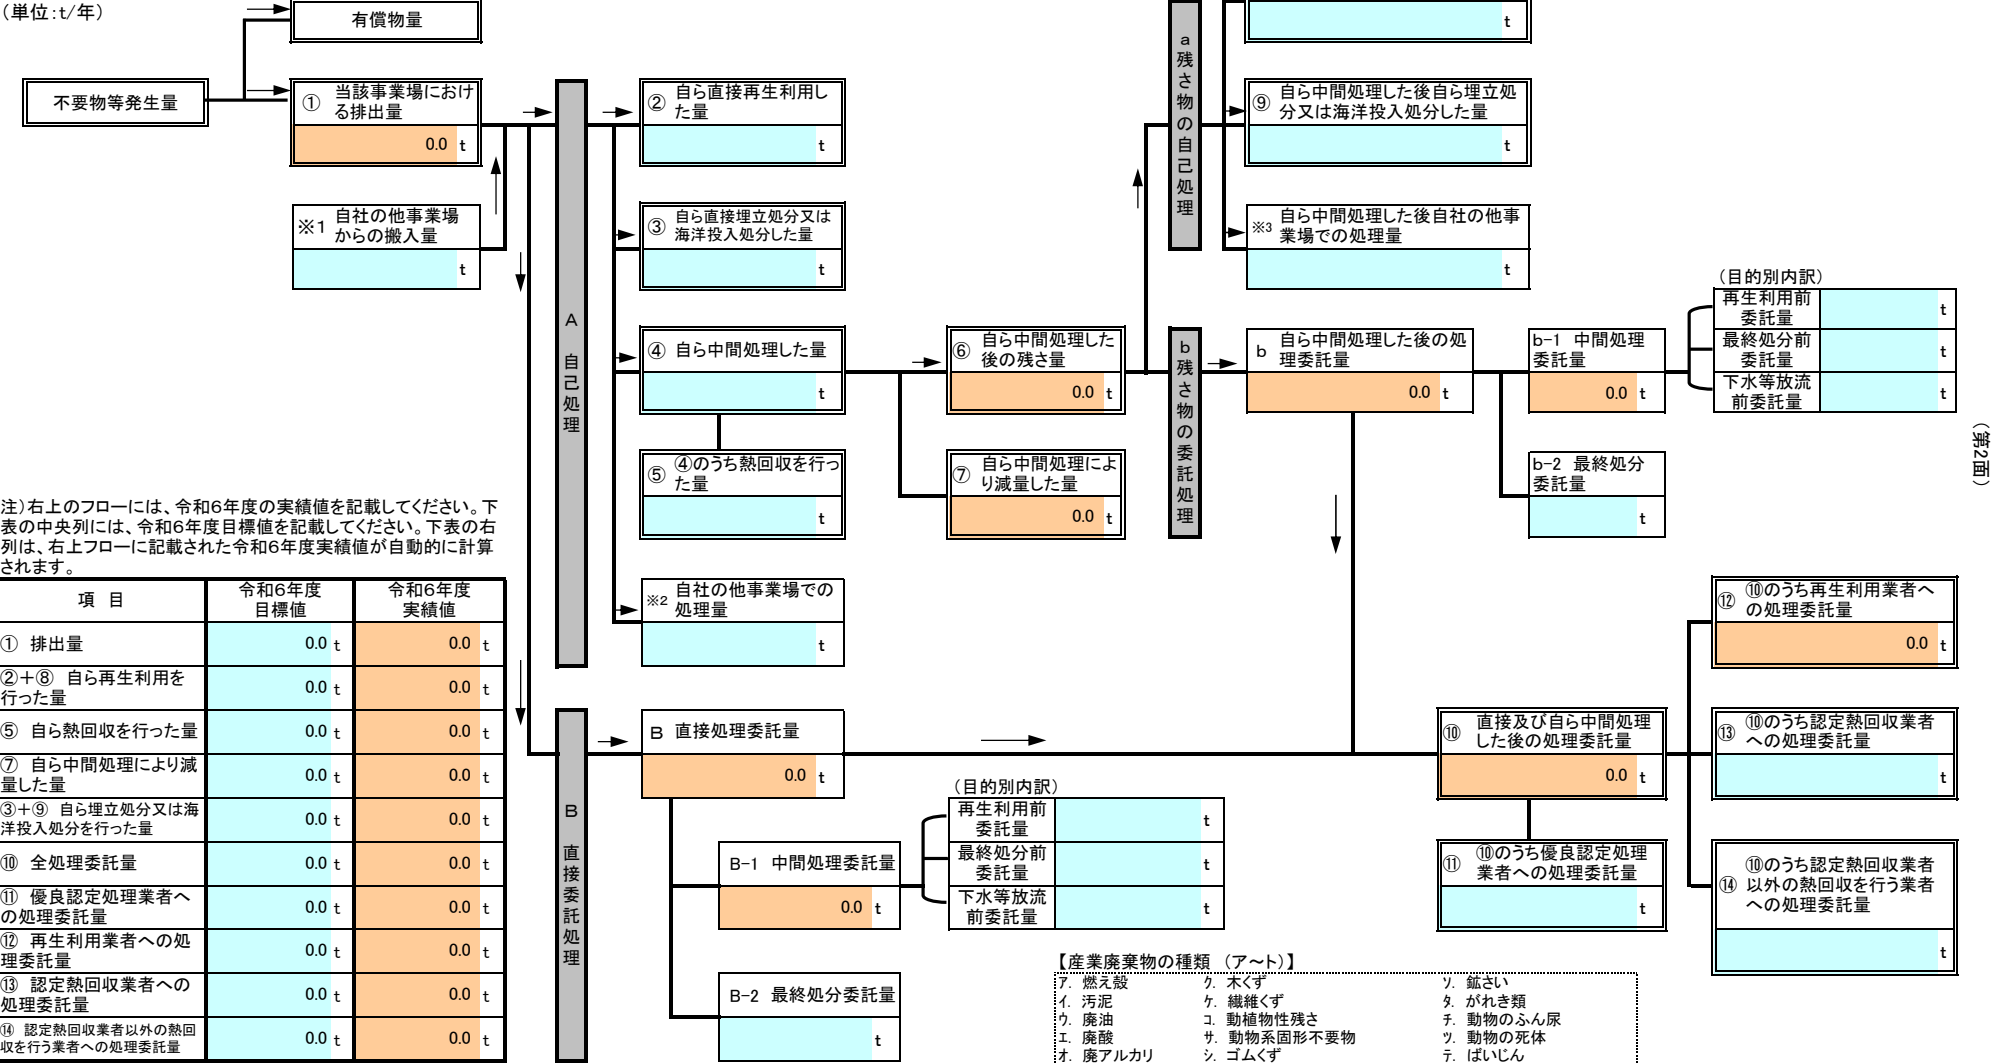 （単位：t/年）
有償物量
不要物等発生量
①
当該事業場におけ
る排出量
0.0 t
※1
自社の他事業場
からの搬入量
t
A 自己処理
②
自ら直接再生利用し
た量
t
③
自ら直接埋立処分又は
海洋投入処分した量
t
④ 自ら中間処理した量
t
⑤
④のうち熱回収を行っ
た量
t
※2
自社の他事業場での
処理量
t
⑥
自ら中間処理した
後の残さ量
0.0 t
⑦
自ら中間処理によ
り減量した量
0.0 t
a 残さ物の自己処理
t
⑨
自ら中間処理した後自ら埋立処
分又は海洋投入処分した量
t
※3
自ら中間処理した後自社の他事
業場での処理量
t
b 残さ物の委託処理
b
自ら中間処理した後の処
理委託量
0.0 t
b-1 中間処理
委託量
0.0 t
（目的別内訳）
再生利用前
委託量
t
最終処分前
委託量
t
下水等放流
前委託量
t
b-2 最終処分
委託量
t
（第2面）
注）右上のフローには、令和6年度の実績値を記載してください。下
表の中央列には、令和6年度目標値を記載してください。下表の右
列は、右上フローに記載された令和6年度実績値が自動的に計算
されます。
項 目 令和6年度 目標値 令和6年度 実績値
① 排出量 0.0 t 0.0 t
②＋⑧ 自ら再生利用を
行った量 0.0 t 0.0 t
⑤ 自ら熱回収を行った量 0.0 t 0.0 t
⑦ 自ら中間処理により減
量した量 0.0 t 0.0 t
③＋⑨ 自ら埋立処分又は海
洋投入処分を行った量 0.0 t 0.0 t
⑩ 全処理委託量 0.0 t 0.0 t
⑪ 優良認定処理業者へ
の処理委託量 0.0 t 0.0 t
⑫ 再生利用業者への処
理委託量 0.0 t 0.0 t
⑬ 認定熱回収業者への
処理委託量 0.0 t 0.0 t
⑭ 認定熱回収業者以外の熱回
収を行う業者への処理委託量 0.0 t 0.0 t
B 直接委託処理
B 直接処理委託量
0.0 t
B-1 中間処理委託量
0.0 t
B-2 最終処分委託量
t
（目的別内訳）
再生利用前
委託量
t
最終処分前
委託量
t
下水等放流
前委託量
t
⑩
直接及び自ら中間処理
した後の処理委託量
0.0 t
⑪
⑩のうち優良認定処理
業者への処理委託量
t
⑫
⑩のうち再生利用業者へ
の処理委託量
0.0 t
⑬
⑩のうち認定熱回収業者
への処理委託量
t
⑭
⑩のうち認定熱回収業者
以外の熱回収を行う業者
への処理委託量
t
【産業廃棄物の種類 （ア～ト）】
ｱ. 燃え殻 ｸ. 木くず ｿ. 鉱さい
ｲ. 汚泥 ｹ. 繊維くず ﾀ. がれき類
ｳ. 廃油 ｺ. 動植物性残さ ﾁ. 動物のふん尿
ｴ. 廃酸 ｻ. 動物系固形不要物 ﾂ. 動物の死体
ｵ. 廃アルカリ ｼ. ゴムくず ﾃ. ばいじん